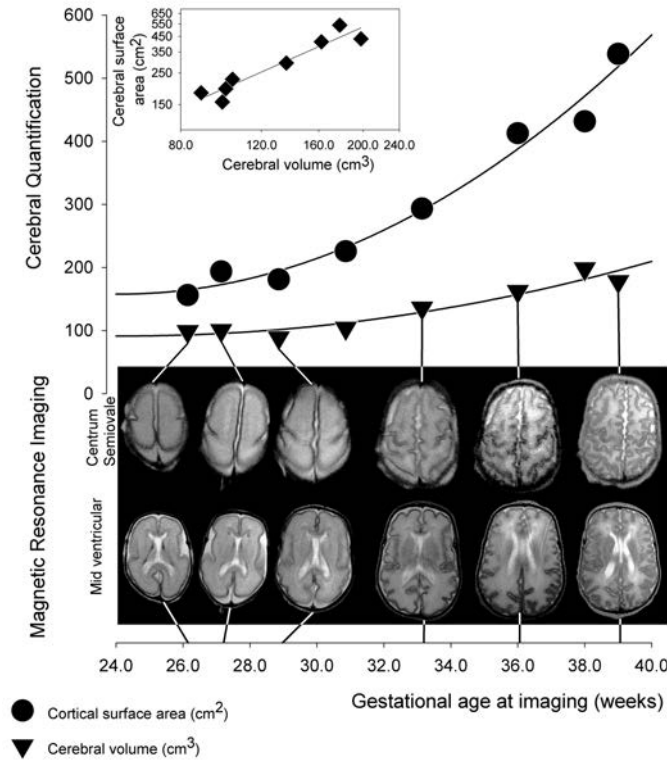 600
500
400
300
200
100
0
Cerebral Quantification
650
550
450
350
250
150
Cerebral surface
area (cm2)
80.0 120.0 160.0 200.0 240.0
Cerebral volume (cm3)
Magnetic Resonance Imaging
Centrum
Semiovale
Mid ventricular
24.0 26.0 28.0 30.0 32.0 34.0 36.0 38.0 40.0
Gestational age at imaging (weeks)
Cortical surface area (cm2)
Cerebral volume (cm3)